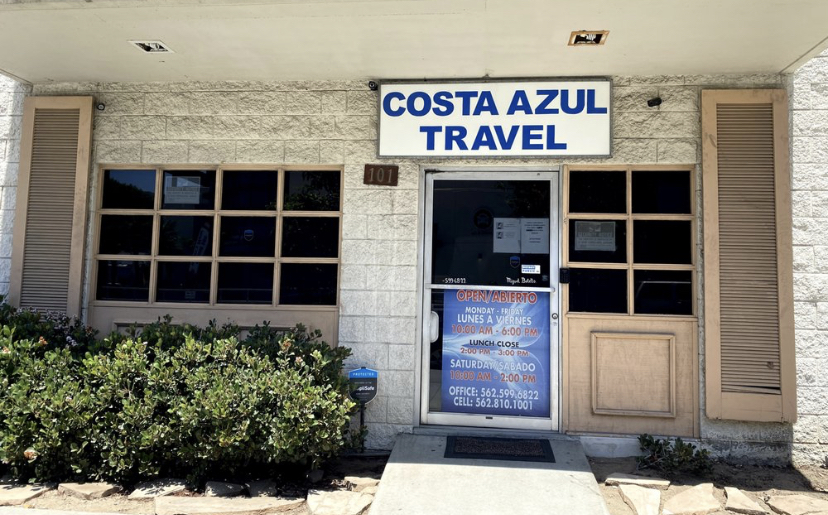 COSTA AZUL
TRAVEL
101
Miguel
OPEN/ABIERTO
MONDAY - FRIDAY
LUNES A VIERNES
10:00 AM - 6:00 PM
LUNCH-CLOSE
2:00 PM - 3:00 PM
SATURDAY-SABADO
10:00 AM - 2:00 PM
OFFICE: 562.599.6822
CELL: 562.810.1001